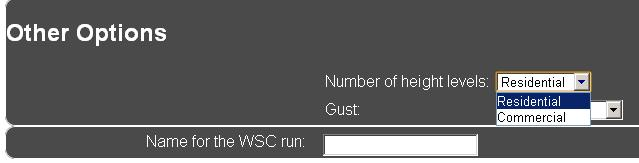 Other Options
Number of height levels: Residential
Residential
Gust:
Commercial
Name for the WSC run: